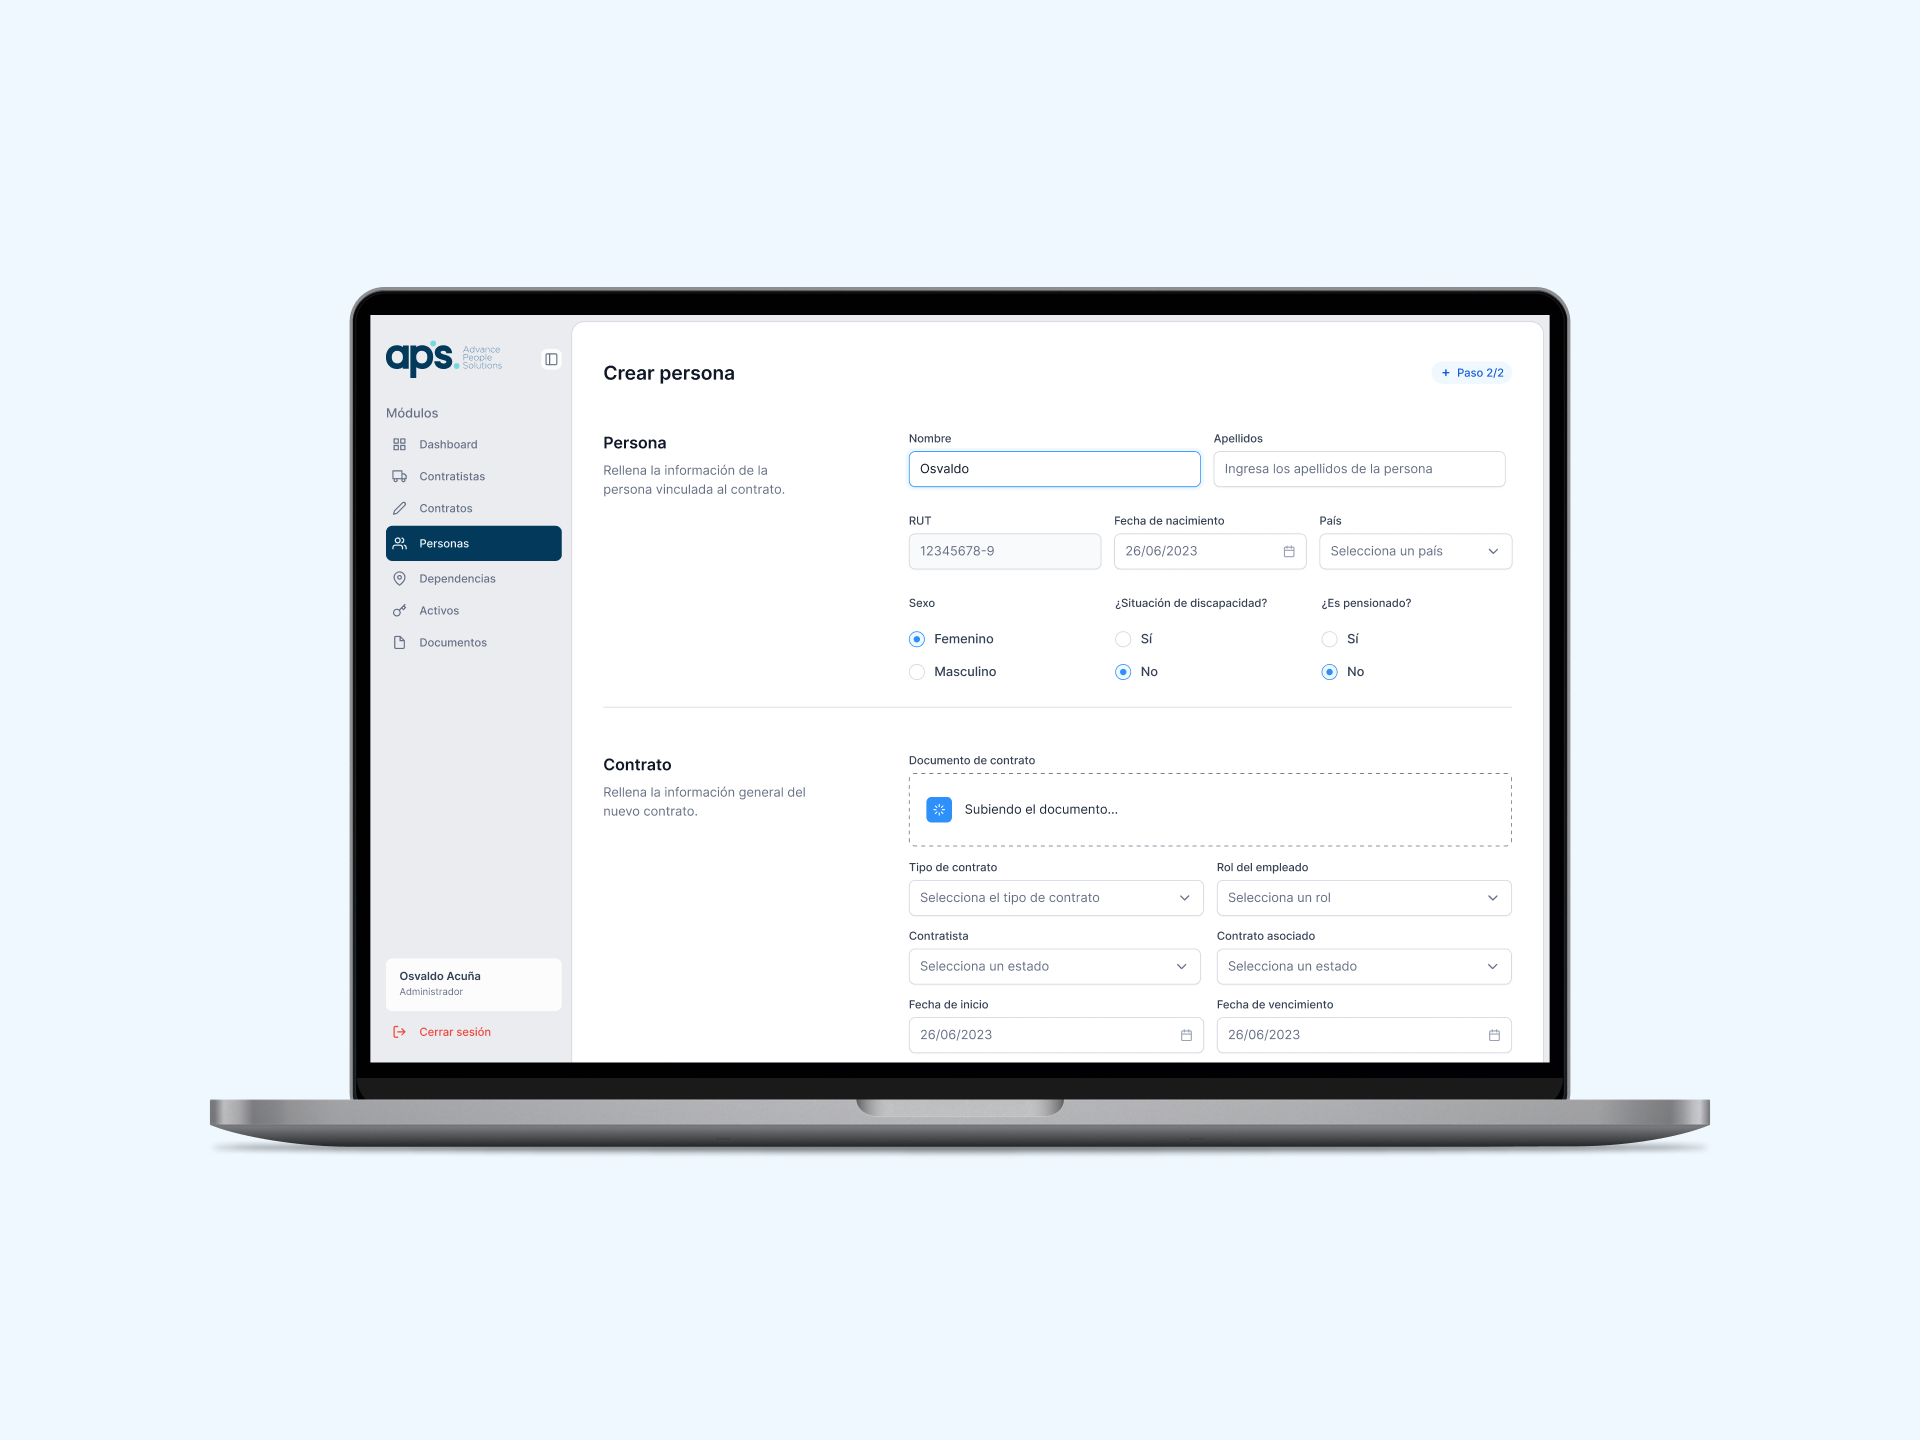 aps.
Advance
People
Solutions
Módulos
Dashboard
Contratistas
Contratos
Personas
Dependencias
Activos
Documentos
Osvaldo Acuña
Administrador
Cerrar sesión
Crear persona
+ Paso 2/2
Persona
Rellena la información de la
persona vinculada al contrato.
Nombre
Osvaldo
Apellidos
Ingresa los apellidos de la persona
RUT
12345678-9
Fecha de nacimiento
26/06/2023
País
Selecciona un país
Sexo
Femenino
Masculino
¿Situación de discapacidad?
Sí
No
¿Es pensionado?
Sí
No
Contrato
Rellena la información general del
nuevo contrato.
Documento de contrato
Subiendo el documento...
Tipo de contrato
Selecciona el tipo de contrato
Rol del empleado
Selecciona un rol
Contratista
Selecciona un estado
Contrato asociado
Selecciona un estado
Fecha de inicio
26/06/2023
Fecha de vencimiento
26/06/2023